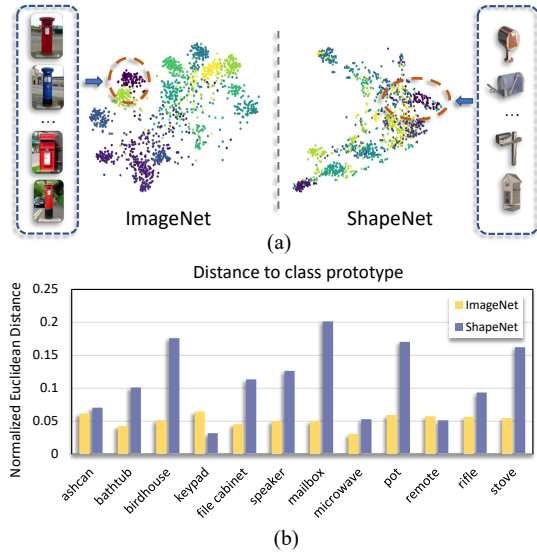 (a)
...
...
ImageNet
ShapeNet
(a)
Distance to class prototype
Normalized Euclidean Distance
0.25
0.2
0.15
0.1
0.05
0
ImageNet
ShapeNet
ashcan
bathtub
birdhouse
keypad
file cabinet
speaker
mailbox
microwave
pot
remote
rifle
stove
(b)